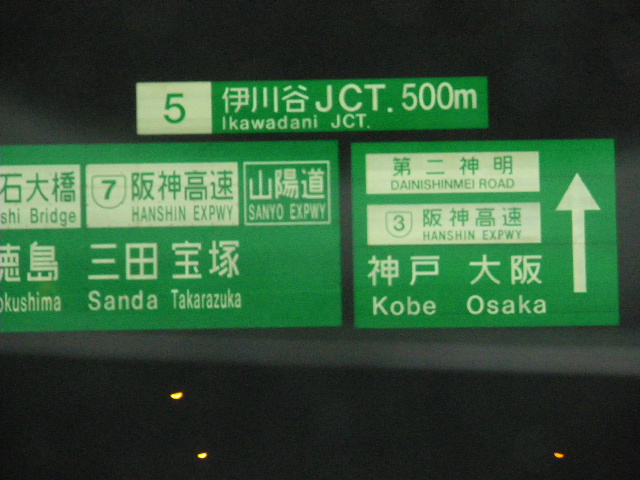 5 伊川谷JCT. 500m
Ikawadani JCT.
石大橋
shi Bridge
7 阪神高速
HANSHIN EXPWY
山陽道
SANYO EXPWY
徳島 三田 宝塚
okushima Sanda Takarazuka
第二神明
DAINISHINMEI ROAD
3 阪神高速
HANSHIN EXPWY
神戸 大阪
Kobe Osaka